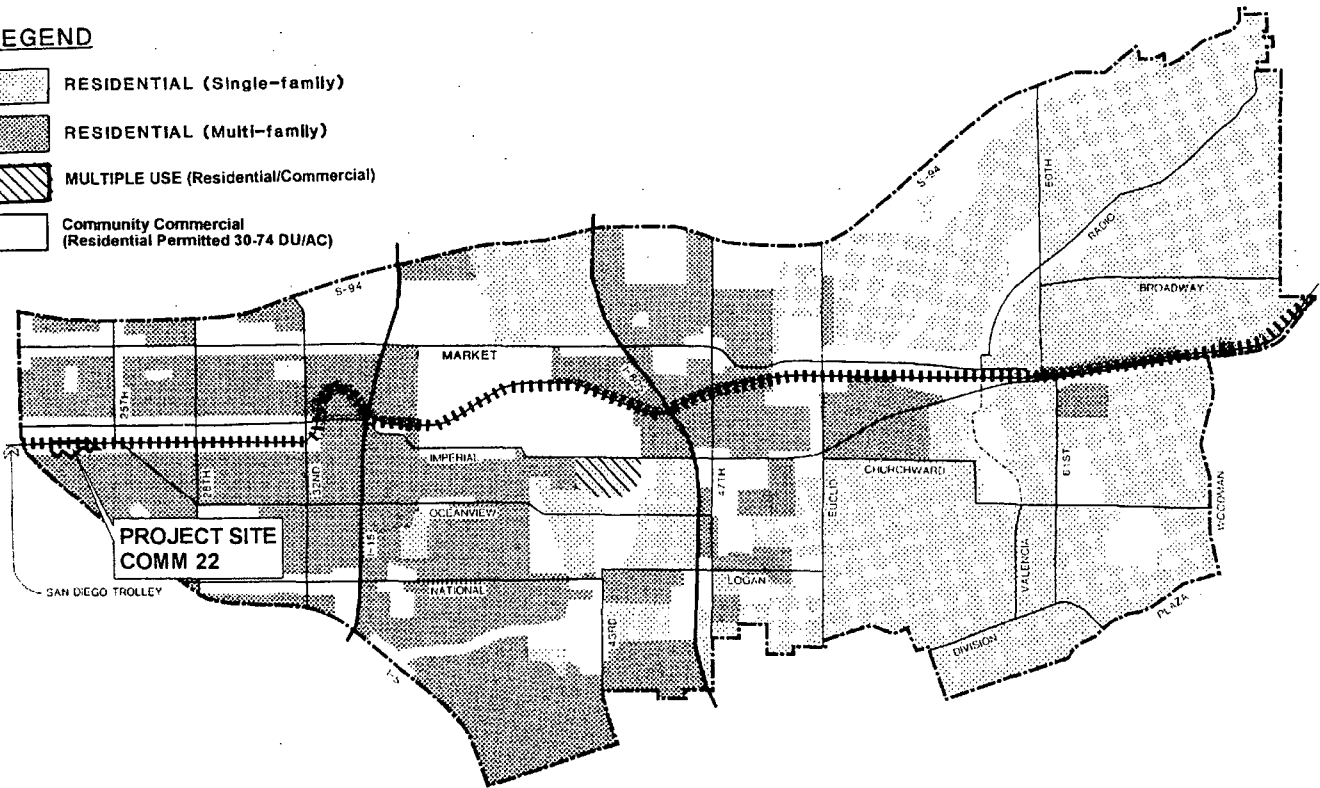 EGEND
RESIDENTIAL (Single-family)
RESIDENTIAL (Multi-family)
MULTIPLE USE (Residential/Commercial)
Community Commercial
(Residential Permitted 30-74 DU/AC)
S-94
S-94
60TH
RADIO
BROADWAY
MARKET
25TH
28TH
32ND
I-15
IMPERIAL
OCEANVIEW
NATIONAL
43RD
47TH
LOGAN
EUCLID
CHURCHWARD
VALENCIA
61ST
WOODMAN
PLAZA
DIVISION
I-5
PROJECT SITE
COMM 22
SAN DIEGO TROLLEY